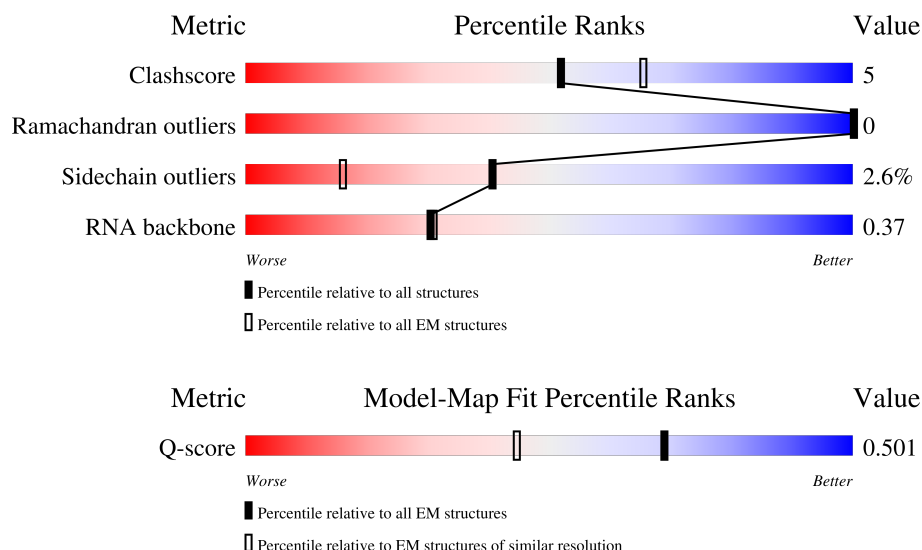 Metric Percentile Ranks Value
Clashscore 5
Ramachandran outliers 0
Sidechain outliers 2.6%
RNA backbone 0.37
Worse Better
Percentile relative to all structures
Percentile relative to all EM structures
Metric Model-Map Fit Percentile Ranks Value
Q-score 0.501
Worse Better
Percentile relative to all EM structures
Percentile relative to EM structures of similar resolution